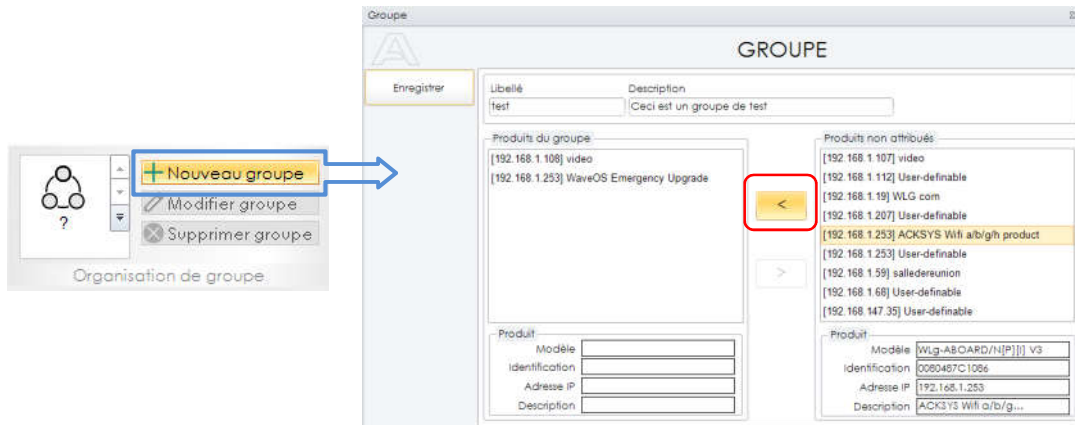 Groupe
GROUPE
Enregistrer
Libellé
Description
test
Ceci est un groupe de test
Produits du groupe
[192.168.1.108] video
[192.168.1.253] WaveOS Emergency Upgrade
<
>
Produits non attribués
[192.168.1.107] video
[192.168.1.112] User-definable
[192.168.1.19] WLG com
[192.168.1.207] User-definable
[192.168.1.253] ACKSYS Wifi a/b/g/h product
[192.168.1.253] User-definable
[192.168.1.59] salledereunion
[192.168.1.68] User-definable
[192.168.147.35] User-definable
Produit
Modèle
Identification
Adresse IP
Description
Produit
Modèle WLg-ABOARD/N[P][I] V3
Identification 0080487C1086
Adresse IP 192.168.1.253
Description ACKSYS Wifi a/b/g...
?
Nouveau groupe
Modifier groupe
Supprimer groupe
Organisation de groupe